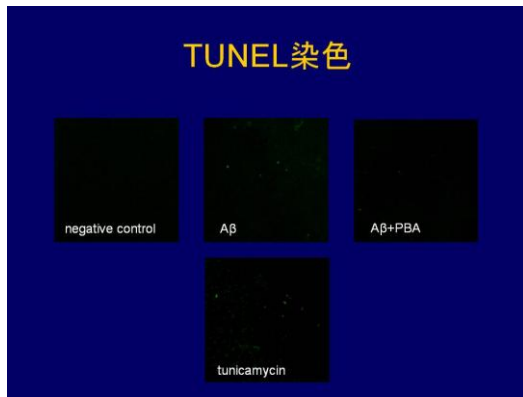 TUNEL染色
negative control
Aβ
Aβ+PBA
tunicamycin